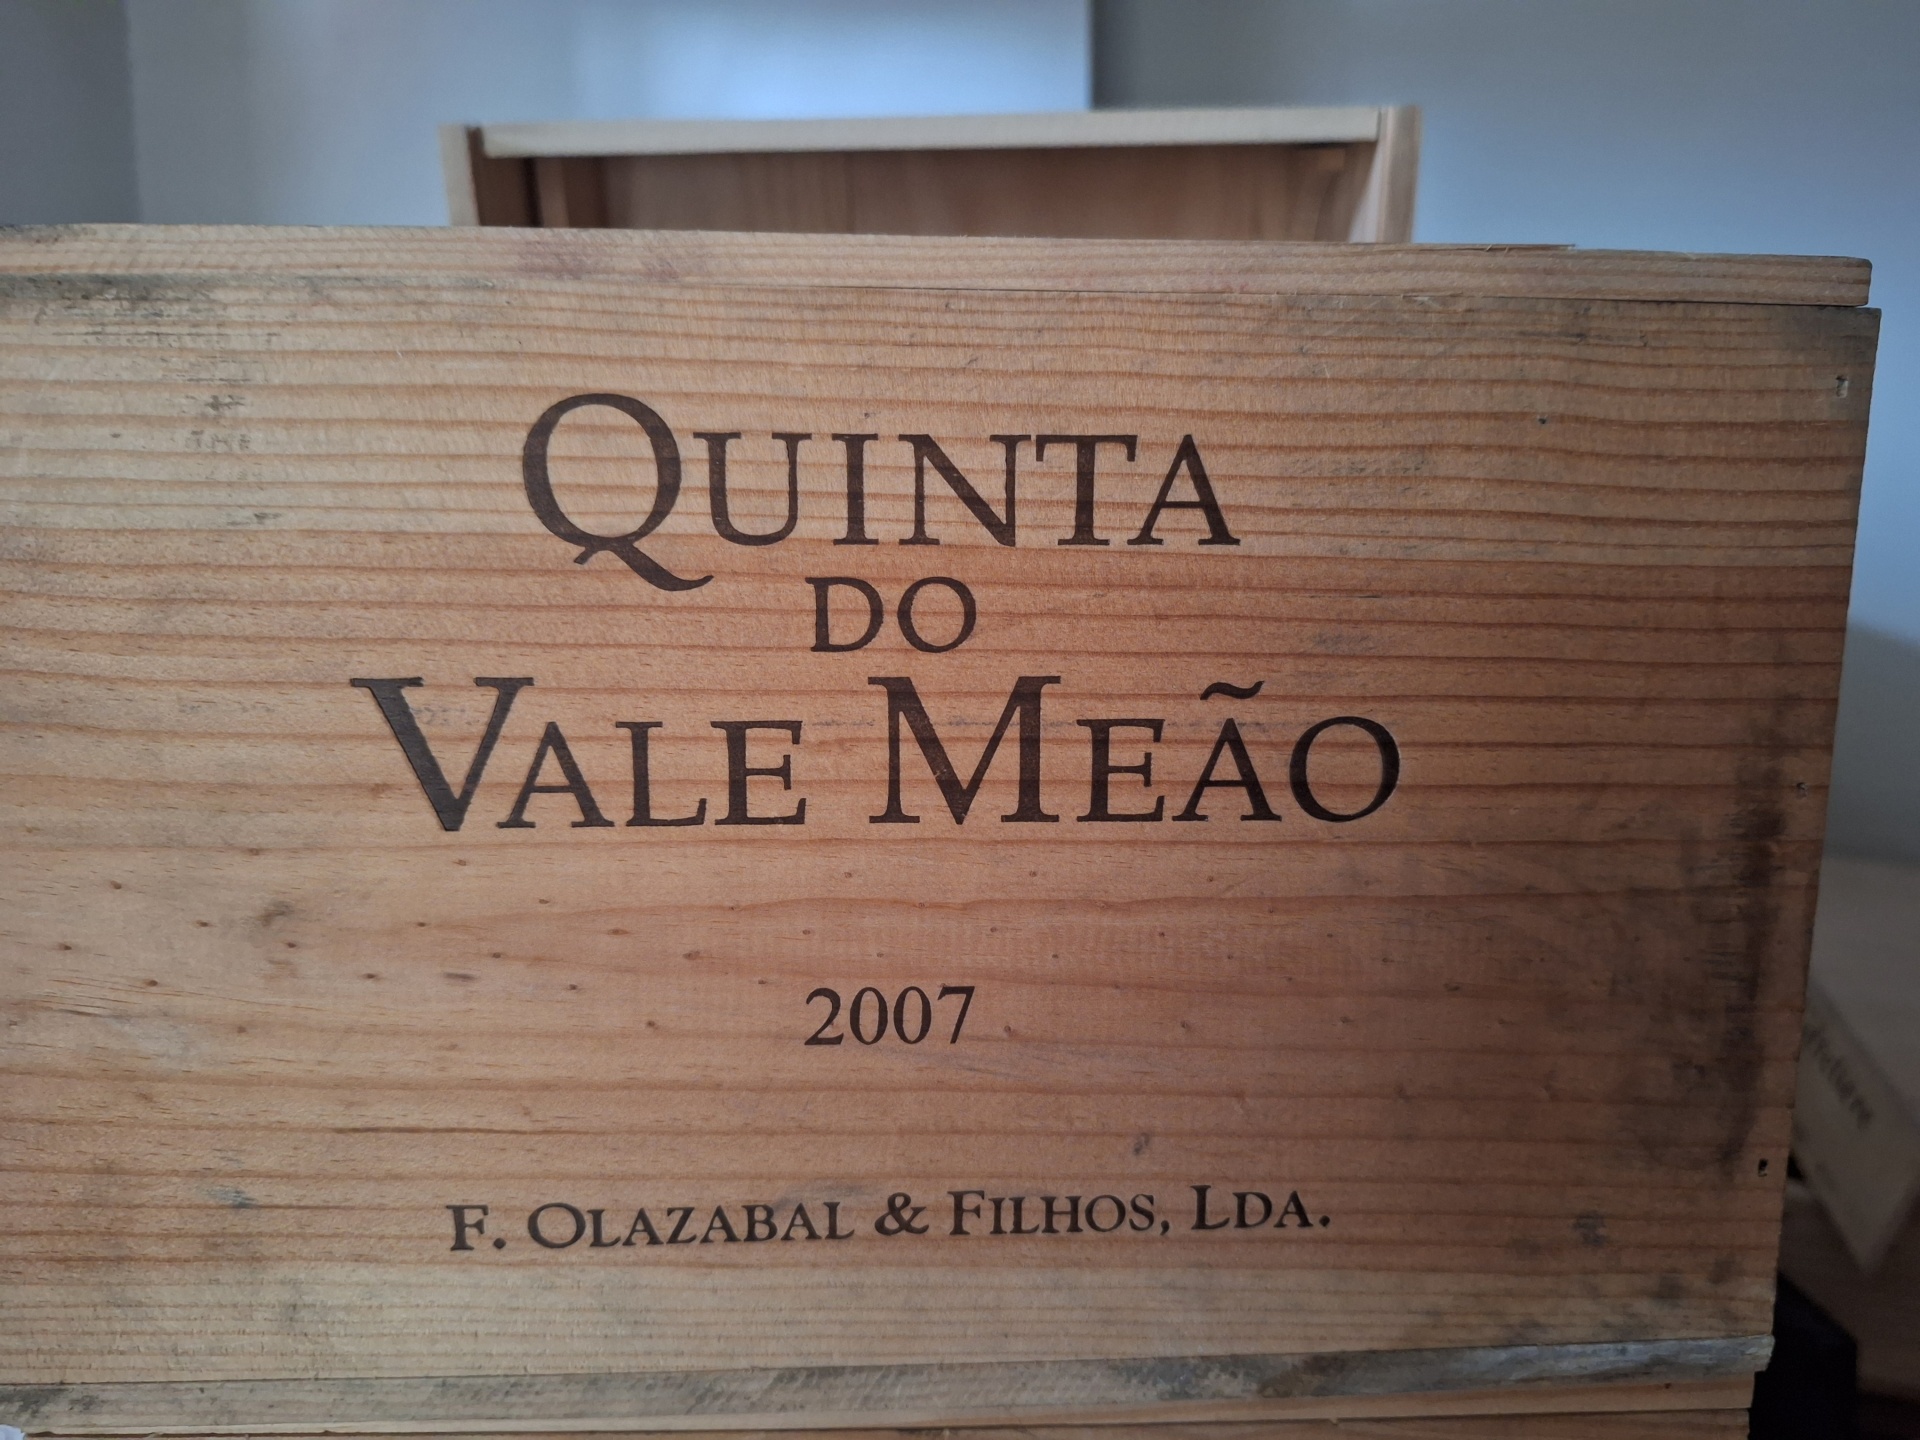 QUINTA
DO
VALE MEÃO
2007
F. OLAZABAL & FILHOS, LDA.